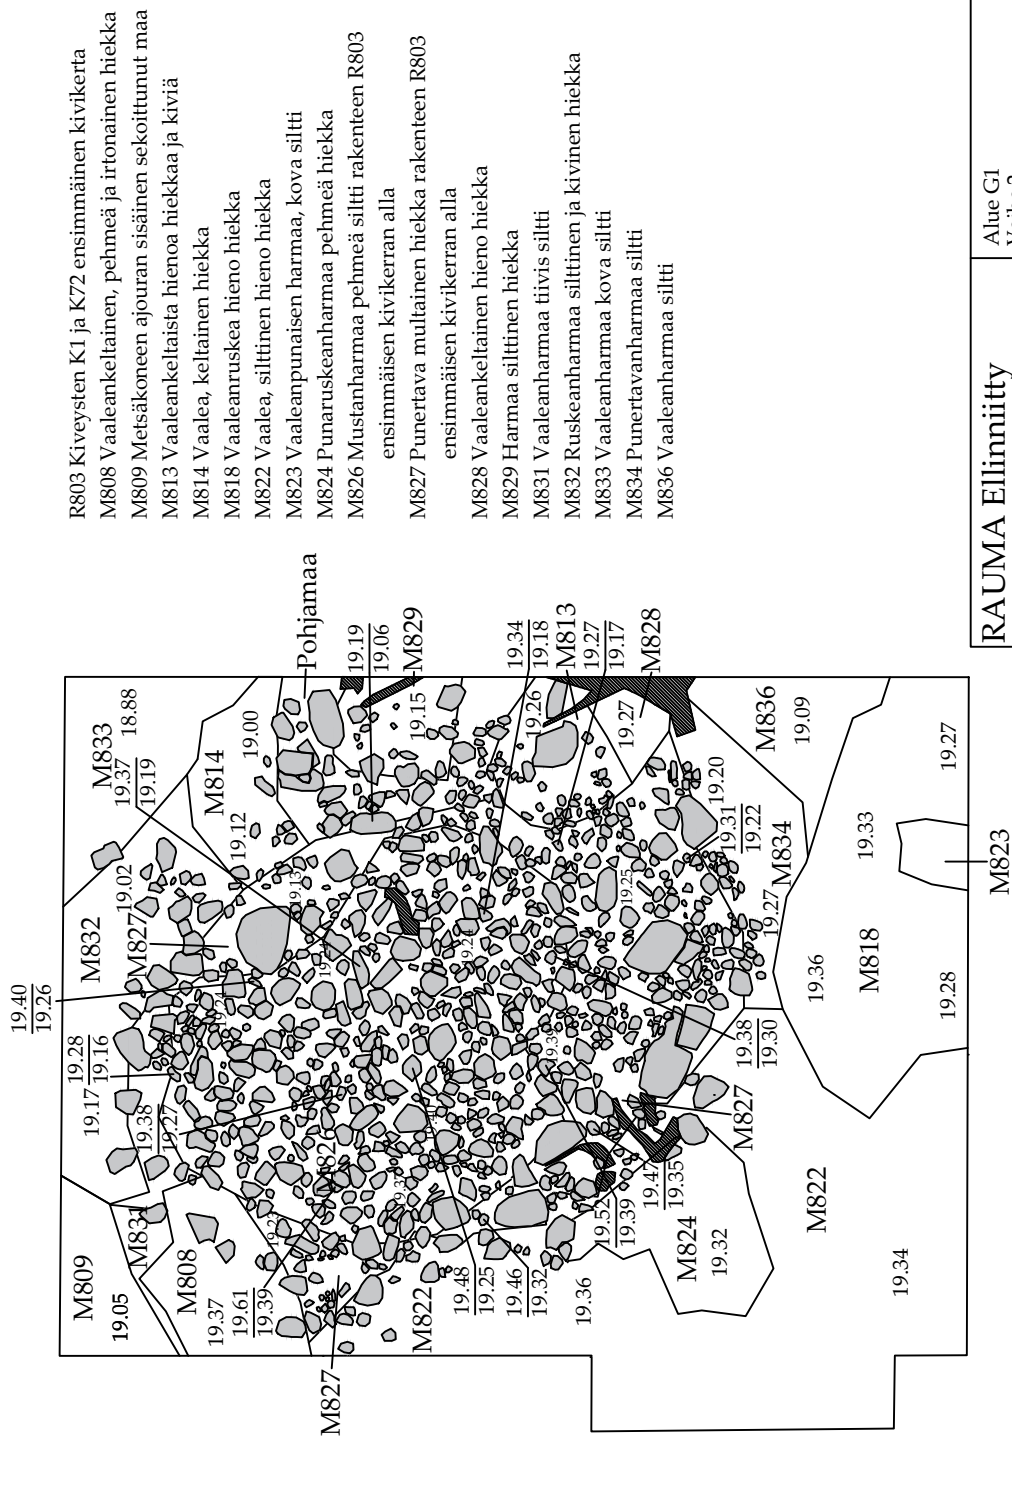 R803 Kiveysten K1 ja K72 ensimmäinen kivikerta
M808 Vaaleankeltainen, pehmeä ja irtonainen hiekka
M809 Metsäkoneen ajouran sisäinen sekoittunut maa
M813 Vaaleankeltaista hienoa hiekkaa ja kiviä
M814 Vaalea, keltainen hiekka
M818 Vaaleanruskea hieno hiekka
M822 Vaalea, silttinen hieno hiekka
M823 Vaaleanpunaisen harmaa, kova siltti
M824 Punaruskeanharmaa pehmeä hiekka
M826 Mustanharmaa pehmeä siltti rakenteen R803
ensimmäisen kivikerran alla
M827 Punertava multainen hiekka rakenteen R803
ensimmäisen kivikerran alla
M828 Vaaleankeltainen hieno hiekka
M829 Harmaa silttinen hiekka
M831 Vaaleanharmaa tiivis siltti
M832 Ruskeanharmaa silttinen ja kivinen hiekka
M833 Vaaleanharmaa kova siltti
M834 Punertavanharmaa siltti
M836 Vaaleanharmaa siltti
19.40
19.26
M809
19.05
M832
M833
18.88
19.37
19.19
19.28
19.16
19.17
M831
M827
19.02
19.38
19.27
M808
19.37
M814
19.12
19.00
19.61
19.39
19.24
19.23
19.13
Pohjamaa
M827
M826
19.19
19.06
M822
M829
19.15
19.48
19.25
19.46
19.32
19.24
19.34
19.18
19.26
M813
19.36
19.39
19.27
19.17
19.52
19.39
19.25
19.27
M828
19.47
19.35
M824
19.32
M827
19.38
19.30
19.20
19.31
19.22
M836
19.09
M834
19.27
M822
19.36
M818
19.33
19.34
19.28
19.27
M823
RAUMA Ellinniitty
Alue G1